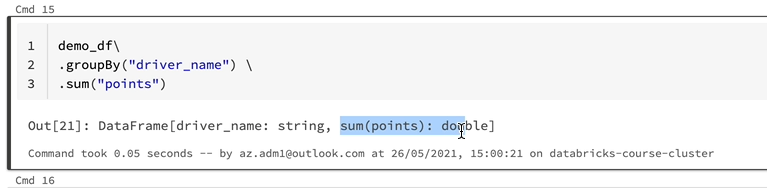 Cmd 15
1 demo_df\
2 .groupBy("driver_name") \
3 .sum("points")
Out[21]: DataFrame[driver_name: string, sum(points): double]
Command took 0.05 seconds -- by az.adm1@outlook.com at 26/05/2021, 15:00:21 on databricks-course-cluster
Cmd 16